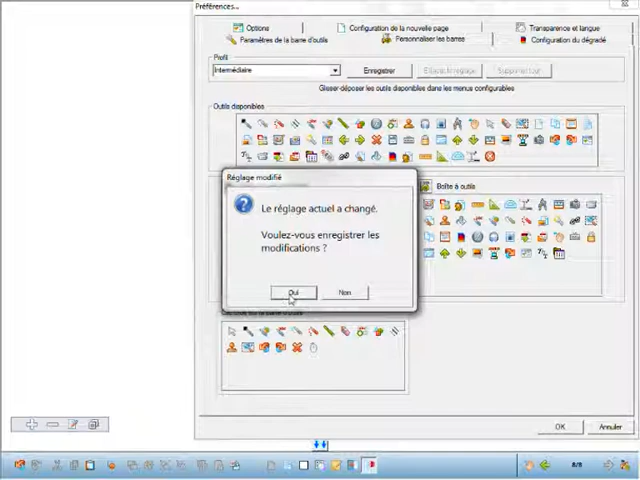 Préférences...
Options
Configuration de la nouvelle page
Transparence et langue
Paramètres de la barre d'outils
Personnaliser les barres
Configuration du dégradé
Profil
Intermédiaire
Enregistrer
Glisser-déposer les outils disponibles dans les menus configurables
Outils disponibles
Réglage modifié
Boîte à outils
Le réglage actuel a changé.
Voulez-vous enregistrer les
modifications ?
Oui
Non
OK
Annuler
8/8